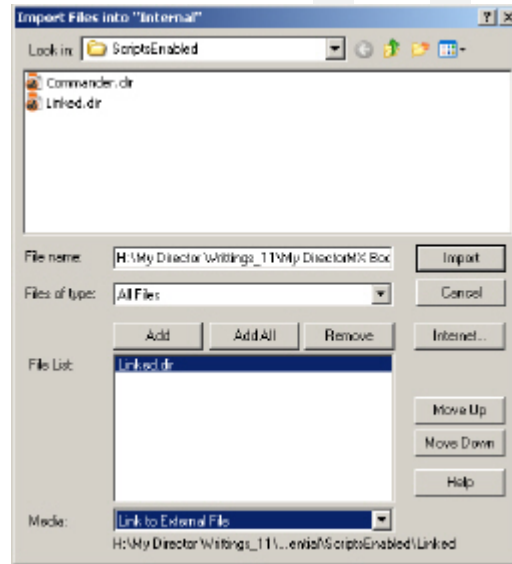 Import Files into "Internal"
Look in: ScriptsEnabled
Commander.dir
Linked.dir
File name: H:\My Director Writtings_11\My DirectorMX Boo
Import
Files of type: All Files
Cancel
Add Add All Remove Internet...
File List: Linked.dir
Move Up
Move Down
Help
Media: Link to External File
H:\My Director Writtings_11\...ential\ScriptsEnabled\Linked